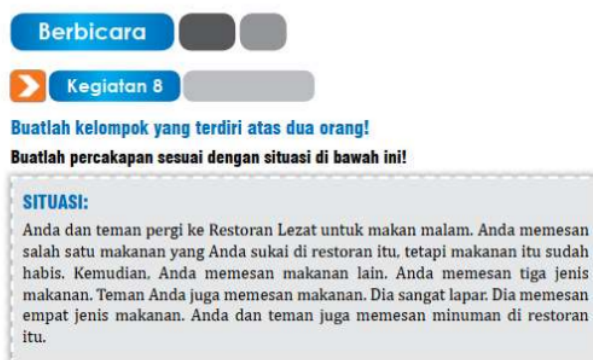 Berbicara
Kegiatan 8
Buatlah kelompok yang terdiri atas dua orang!
Buatlah percakapan sesuai dengan situasi di bawah ini!
SITUASI:
Anda dan teman pergi ke Restoran Lezat untuk makan malam. Anda memesan
salah satu makanan yang Anda sukai di restoran itu, tetapi makanan itu sudah
habis. Kemudian, Anda memesan makanan lain. Anda memesan tiga jenis
makanan. Teman Anda juga memesan makanan. Dia sangat lapar. Dia memesan
empat jenis makanan. Anda dan teman juga memesan minuman di restoran
itu.